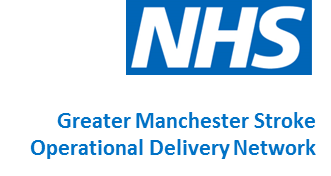 NHS
Greater Manchester Stroke
Operational Delivery Network